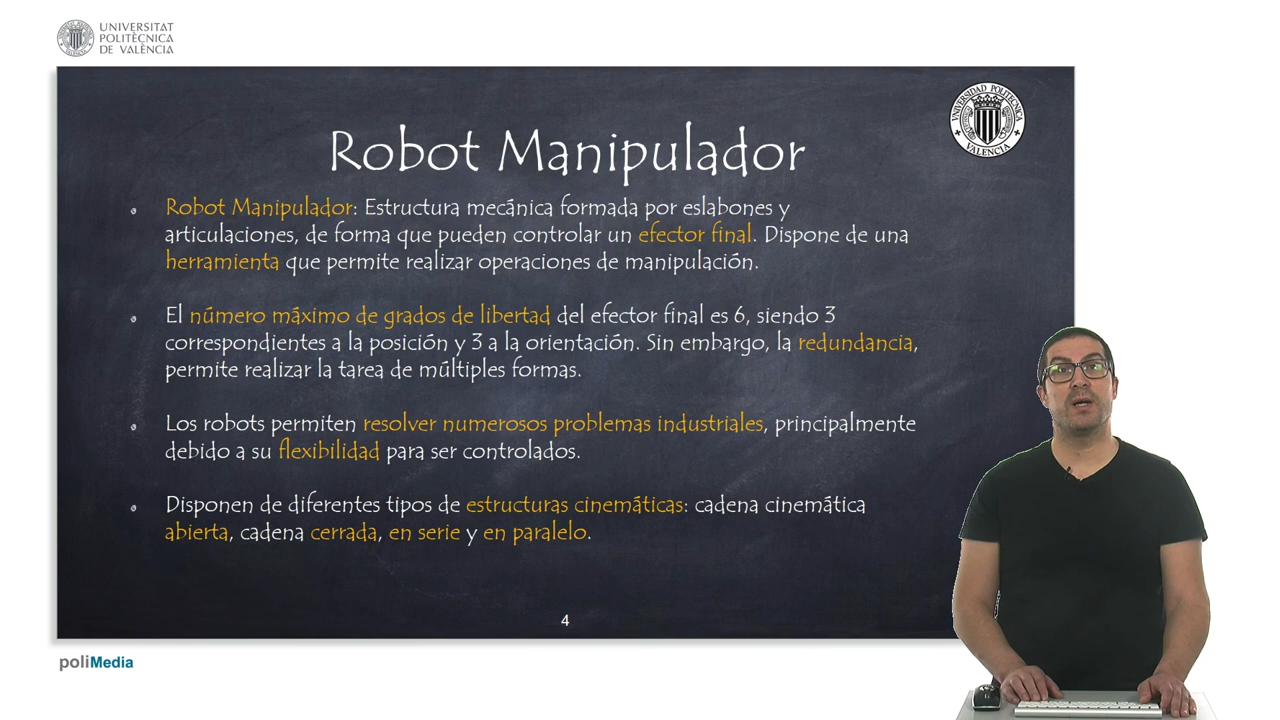 UNIVERSITAT
POLITÈCNICA
DE VALÈNCIA
UNIVERSIDAD POLITECNICA
VALENCIA
Robot Manipulador
Robot Manipulador: Estructura mecánica formada por eslabones y
articulaciones, de forma que pueden controlar un efector final. Dispone de una
herramienta que permite realizar operaciones de manipulación.
El número máximo de grados de libertad del efector final es 6, siendo 3
correspondientes a la posición y 3 a la orientación. Sin embargo, la redundancia,
permite realizar la tarea de múltiples formas.
Los robots permiten resolver numerosos problemas industriales, principalmente
debido a su flexibilidad para ser controlados.
Disponen de diferentes tipos de estructuras cinemáticas: cadena cinemática
abierta, cadena cerrada, en serie y en paralelo.
4
poliMedia